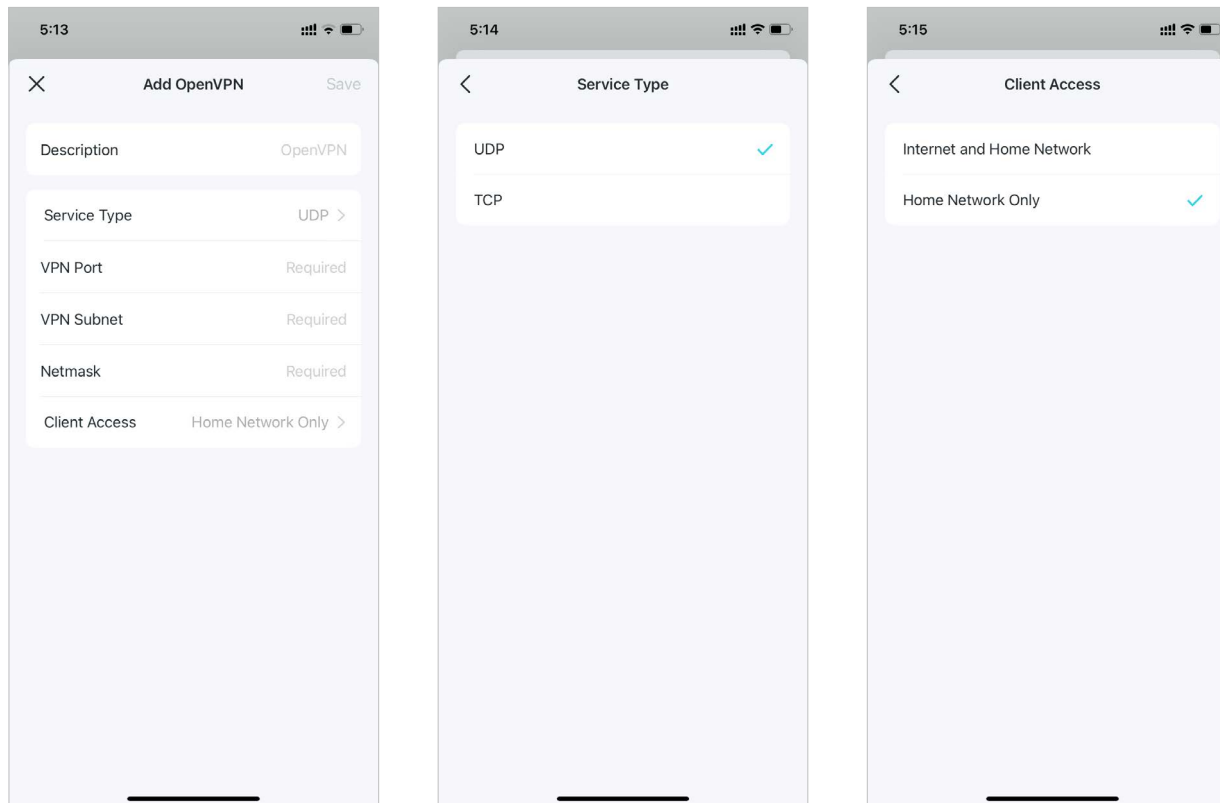 5:13
Add OpenVPN Save
Description OpenVPN
Service Type UDP
VPN Port Required
VPN Subnet Required
Netmask Required
Client Access Home Network Only
5:14
Service Type
UDP
TCP
5:15
Client Access
Internet and Home Network
Home Network Only